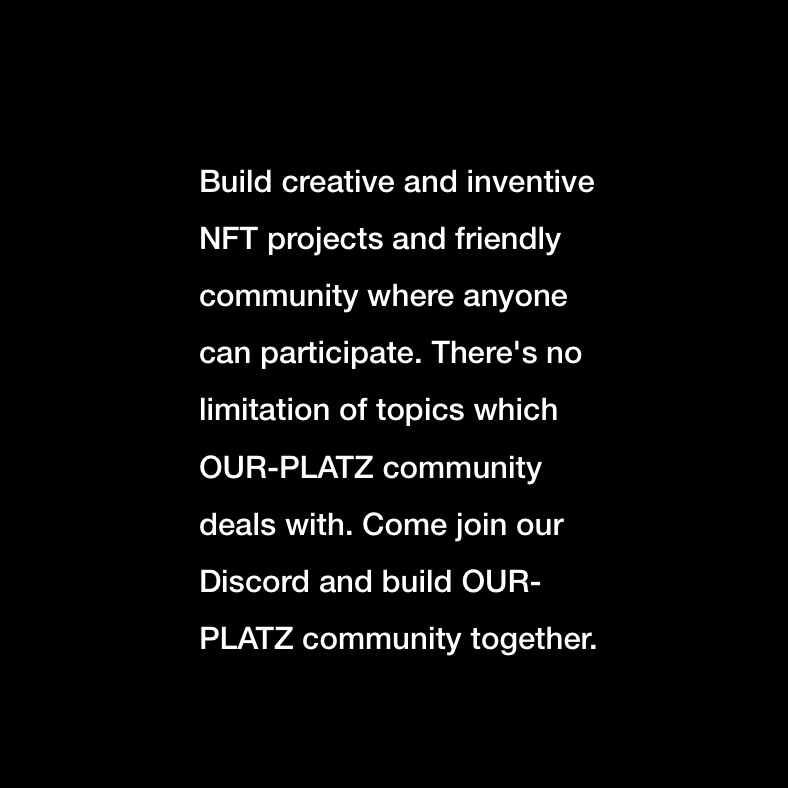 Build creative and inventive
NFT projects and friendly
community where anyone
can participate. There's no
limitation of topics which
OUR-PLATZ community
deals with. Come join our
Discord and build OUR-
PLATZ community together.